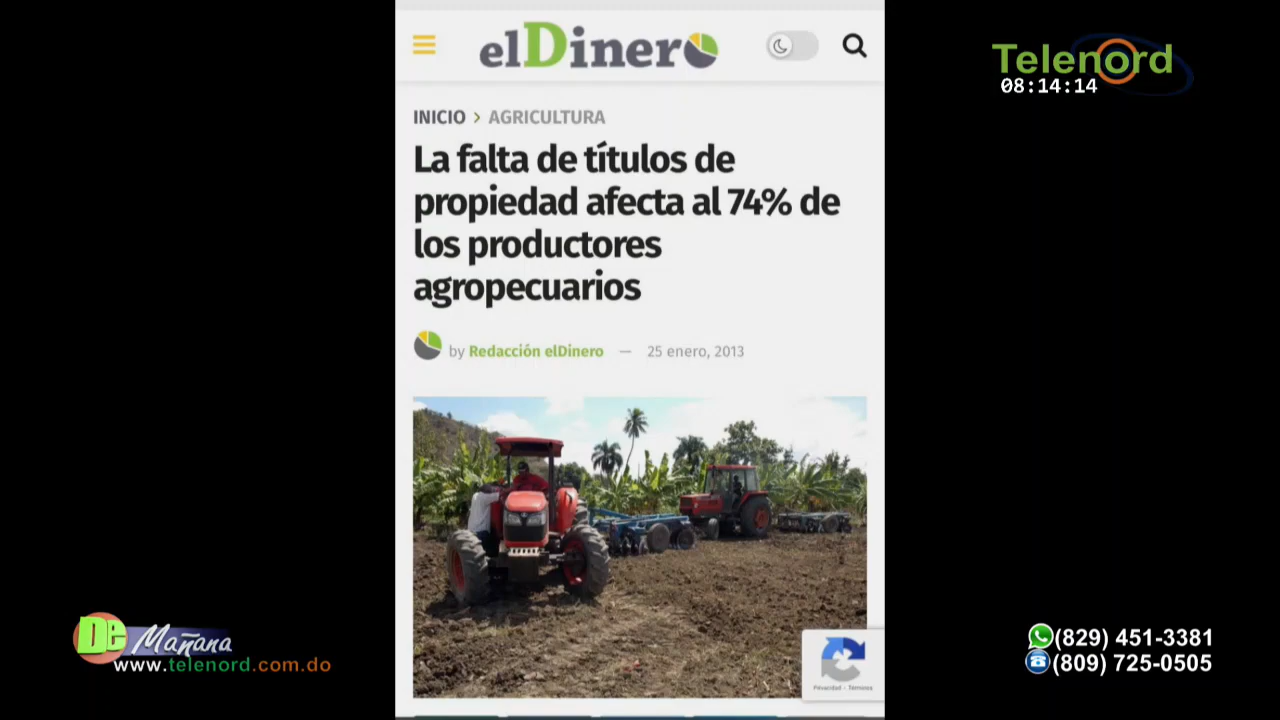 elDinero
Telenord
08:14:14
INICIO > AGRICULTURA
La falta de títulos de
propiedad afecta al 74% de
los productores
agropecuarios
by Redacción elDinero — 25 enero, 2013
De Mañana
www.telenord.com.do
(829) 451-3381
(809) 725-0505
Privacidad - Términos